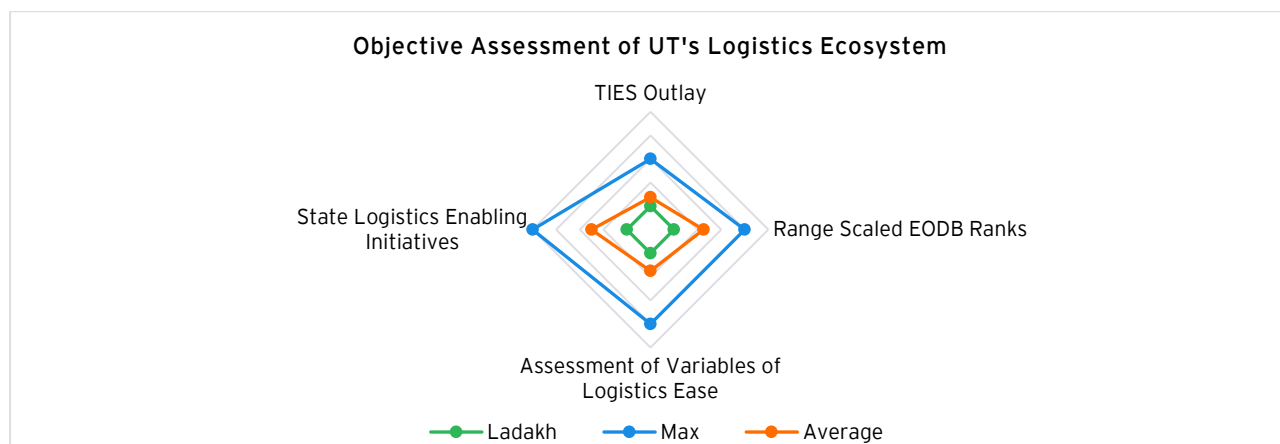 Objective Assessment of UT's Logistics Ecosystem
TIES Outlay
State Logistics Enabling
Initiatives
Range Scaled EODB Ranks
Assessment of Variables of
Logistics Ease
Ladakh
Max
Average